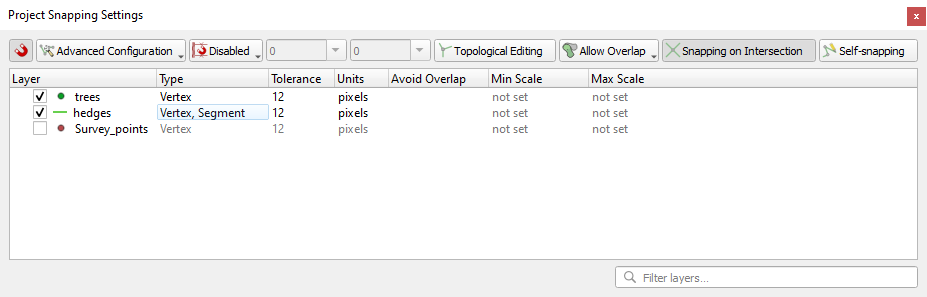 Project Snapping Settings x
Advanced Configuration Disabled 0 0 Topological Editing Allow Overlap Snapping on Intersection Self-snapping
Layer Type Tolerance Units Avoid Overlap Min Scale Max Scale
trees Vertex 12 pixels not set not set
hedges Vertex, Segment 12 pixels not set not set
Survey_points Vertex 12 pixels not set not set
Filter layers...